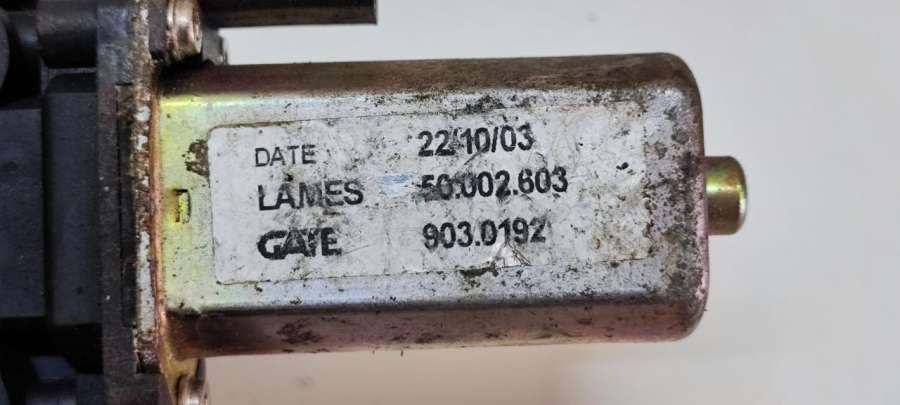 DATE 22/10/03
LAMES 50.002.603
GATE 903.0192